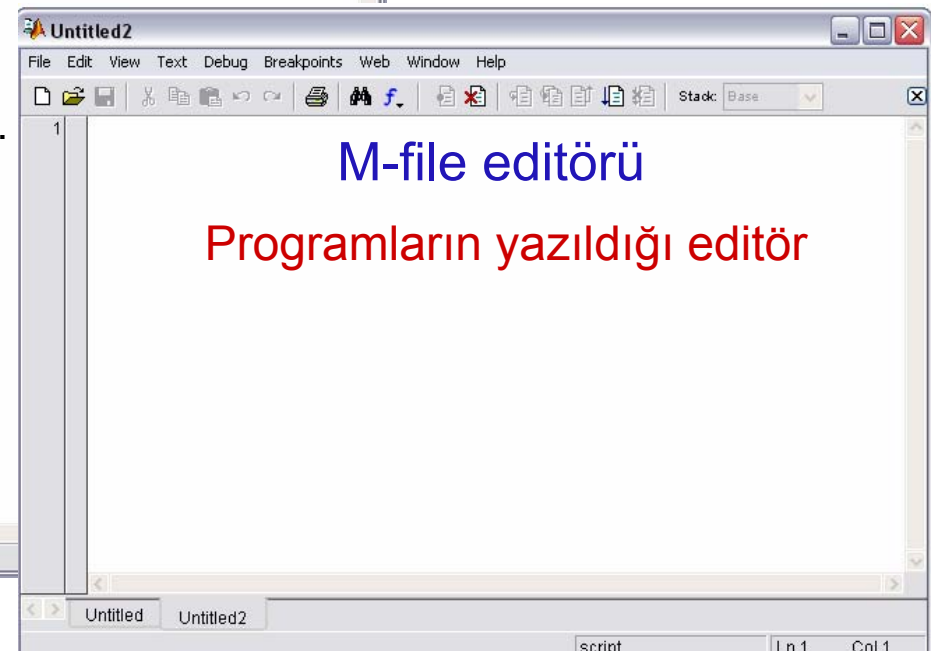 Untitled2
File Edit View Text Debug Breakpoints Web Window Help
Stack: Base
1
M-file editörü
Programların yazıldığı editör
Untitled Untitled2
script Ln 1 Col 1